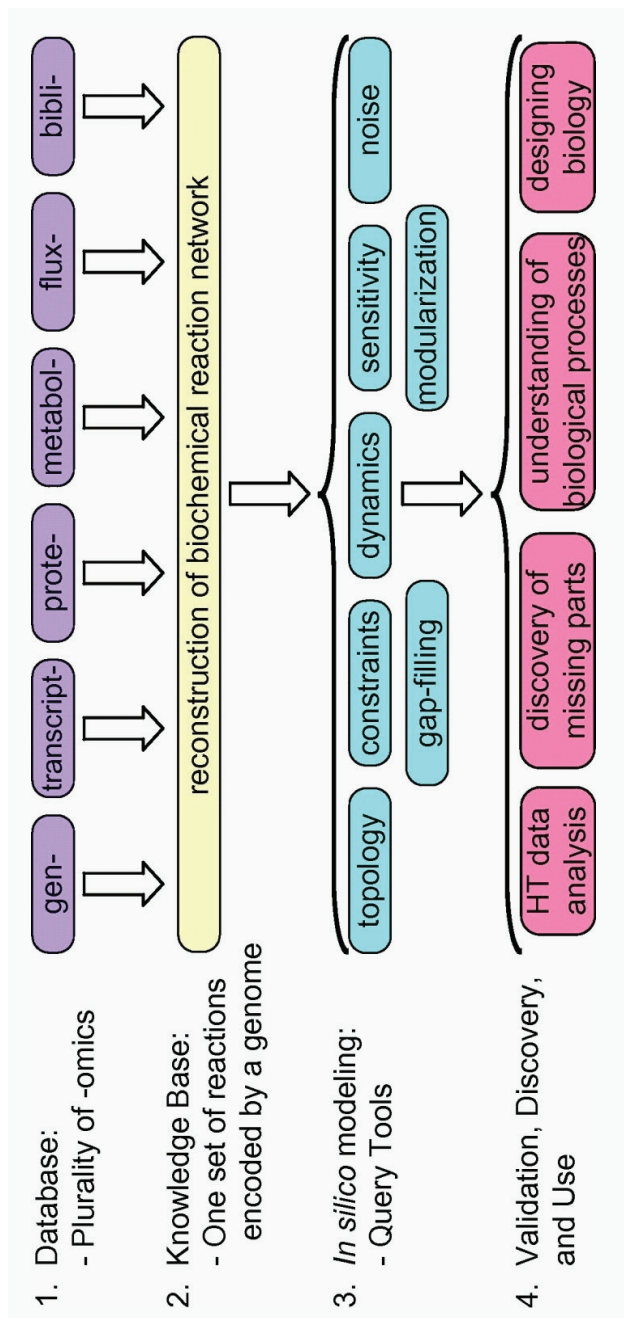 1. Database:
- Plurality of -omics
gen-
transcript-
prote-
metabol-
flux-
bibli-
2. Knowledge Base:
- One set of reactions
encoded by a genome
reconstruction of biochemical reaction network
3. In silico modeling:
- Query Tools
topology
constraints
dynamics
sensitivity
noise
gap-filling
modularization
4. Validation, Discovery,
and Use
HT data
analysis
discovery of
missing parts
understanding of
biological processes
designing
biology